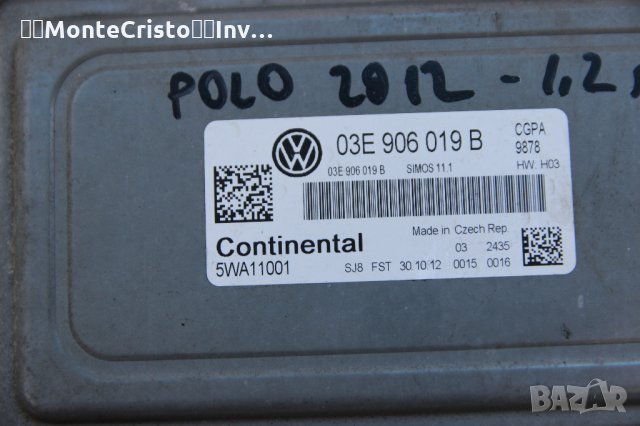 MonteCristo Inv...
POLO 2012 - 1,2
03E 906 019 B
CGPA
9878
03E 906 019 B SIMOS 11.1
HW: H03
Made in Czech Rep.
Continental
03 2435
5WA11001
SJ8 FST 30.10.12 0015 0016
BAZAR